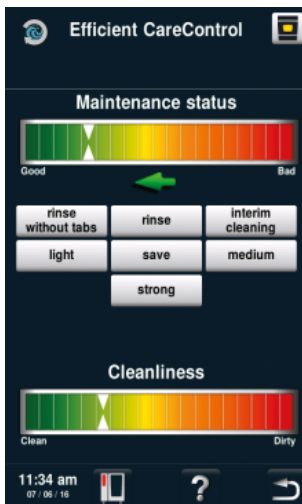 Efficient CareControl
Maintenance status
Good Bad
rinse without tabs
rinse
interim cleaning
light
save
medium
strong
Cleanliness
Clean Dirty
11:34 am
07 / 06 / 16
?